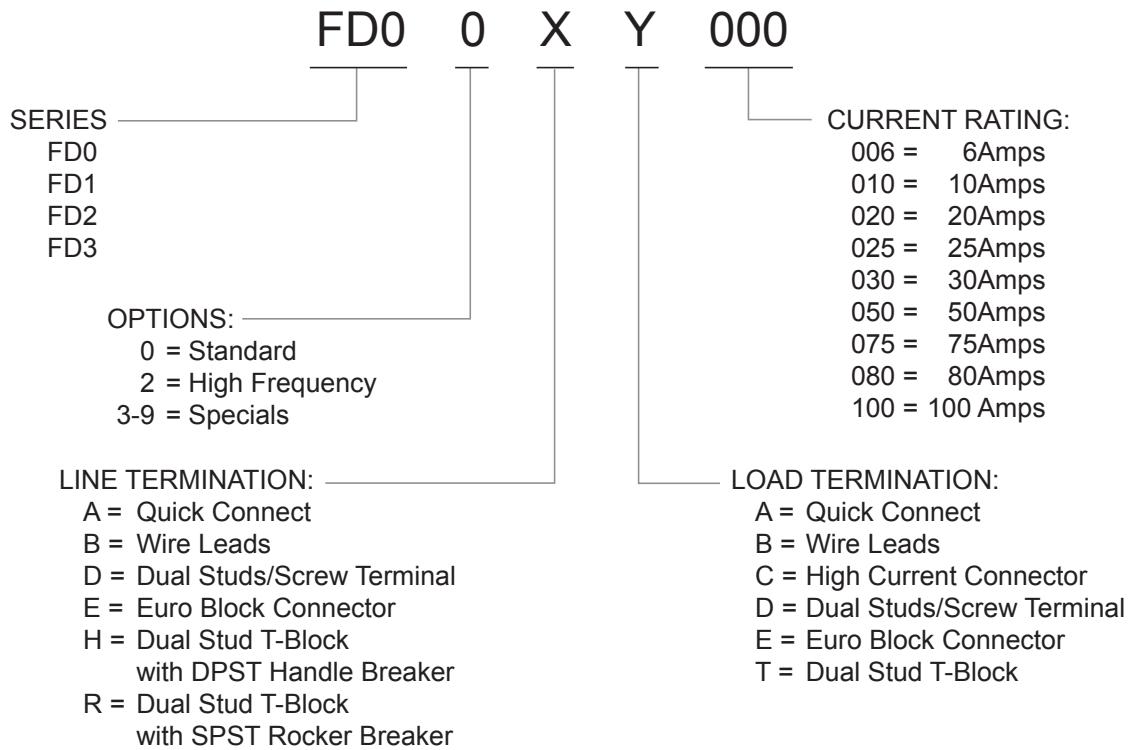 FD0 0 X Y 000
SERIES
FD0
FD1
FD2
FD3
CURRENT RATING:
006 = 6Amps
010 = 10Amps
020 = 20Amps
025 = 25Amps
030 = 30Amps
050 = 50Amps
075 = 75Amps
080 = 80Amps
100 = 100 Amps
OPTIONS:
0 = Standard
2 = High Frequency
3-9 = Specials
LINE TERMINATION:
A = Quick Connect
B = Wire Leads
D = Dual Studs/Screw Terminal
E = Euro Block Connector
H = Dual Stud T-Block
with DPST Handle Breaker
R = Dual Stud T-Block
with SPST Rocker Breaker
LOAD TERMINATION:
A = Quick Connect
B = Wire Leads
C = High Current Connector
D = Dual Studs/Screw Terminal
E = Euro Block Connector
T = Dual Stud T-Block